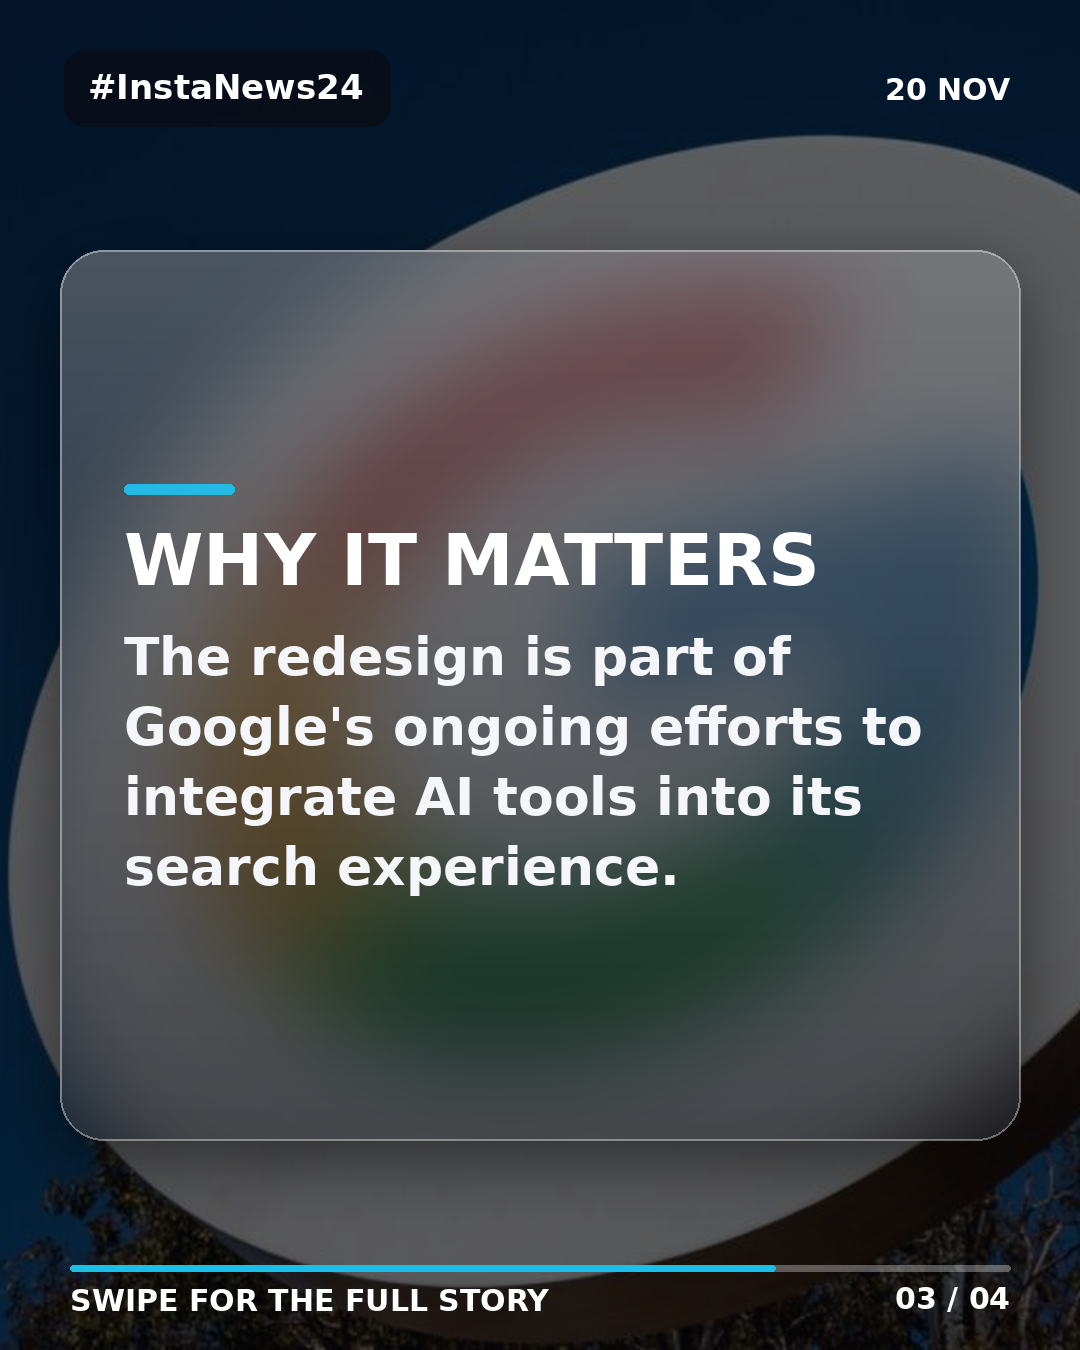 #InstaNews24
20 NOV
WHY IT MATTERS
The redesign is part of
Google's ongoing efforts to
integrate AI tools into its
search experience.
SWIPE FOR THE FULL STORY
03 / 04